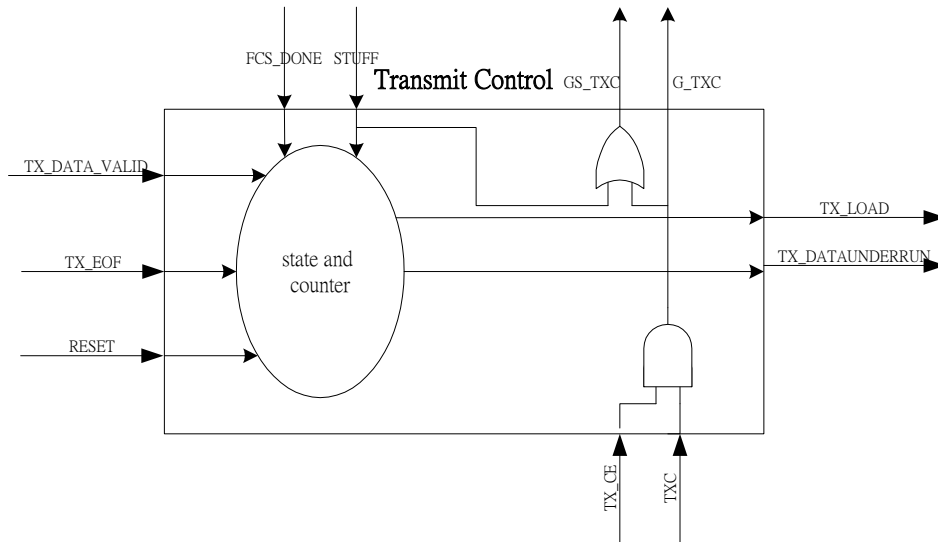 FCS_DONE STUFF
Transmit Control GS_TXC G_TXC
TX_DATA_VALID
TX_LOAD
TX_DATAUNDERRUN
TX_EOF
state and
counter
RESET
TX_CE
TXC